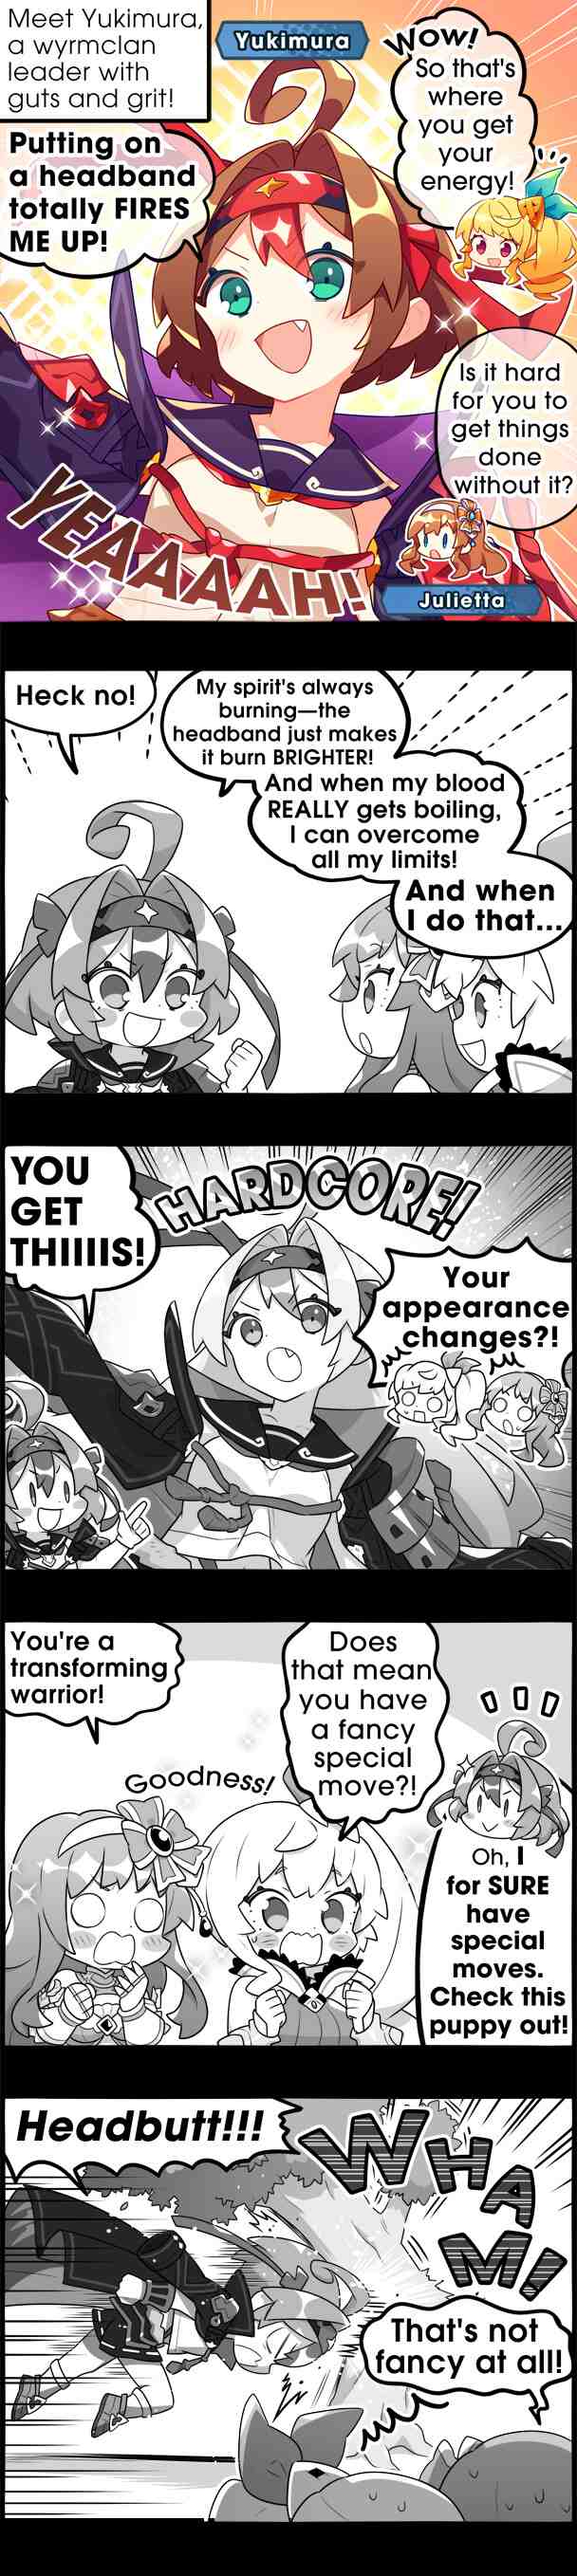 Meet Yukimura,
a wyrmclan
leader with
guts and grit!
Yukimura
WOW!
So that's
where
you get
your
energy!
Putting on
a headband
totally FIRES
ME UP!
Is it hard
for you to
get things
done
without it?
YEAAAAAH!
Julietta
Heck no!
My spirit's always
burning—the
headband just makes
it burn BRIGHTER!
And when my blood
REALLY gets boiling,
I can overcome
all my limits!
And when
I do that...
YOU
GET
THIIIIS!
HARDCORE!
Your
appearance
changes?!
You're a
transforming
warrior!
Goodness!
Does
that mean
you have
a fancy
special
move?!
Oh, I
for SURE
have
special
moves.
Check this
puppy out!
Headbutt!!!
WHAM!
That's not
fancy at all!